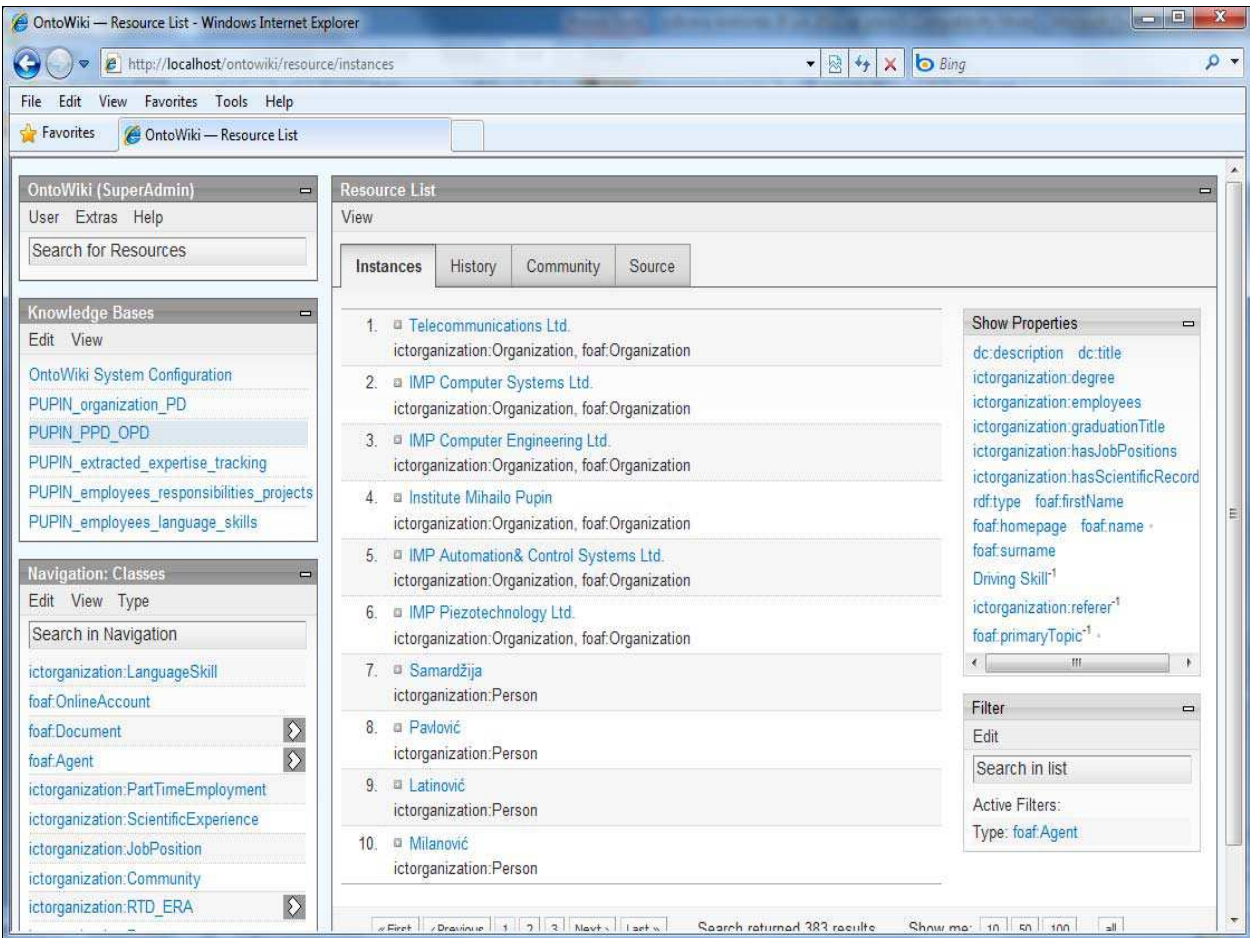 OntoWiki — Resource List - Windows Internet Explorer
http://localhost/ontowiki/resource/instances
Bing
File Edit View Favorites Tools Help
Favorites
OntoWiki — Resource List
OntoWiki (SuperAdmin)
User Extras Help
Search for Resources
Knowledge Bases
Edit View
OntoWiki System Configuration
PUPIN_organization_PD
PUPIN_PPD_OPD
PUPIN_extracted_expertise_tracking
PUPIN_employees_responsibilities_projects
PUPIN_employees_language_skills
Navigation: Classes
Edit View Type
Search in Navigation
ictorganization:LanguageSkill
foaf:OnlineAccount
foaf:Document
foaf:Agent
ictorganization:PartTimeEmployment
ictorganization:ScientificExperience
ictorganization:JobPosition
ictorganization:Community
ictorganization:RTD_ERA
Resource List
View
Instances History Community Source
1. Telecommunications Ltd.
ictorganization:Organization, foaf:Organization
2. IMP Computer Systems Ltd.
ictorganization:Organization, foaf:Organization
3. IMP Computer Engineering Ltd.
ictorganization:Organization, foaf:Organization
4. Institute Mihailo Pupin
ictorganization:Organization, foaf:Organization
5. IMP Automation& Control Systems Ltd.
ictorganization:Organization, foaf:Organization
6. IMP Piezotechnology Ltd.
ictorganization:Organization, foaf:Organization
7. Samardžija
ictorganization:Person
8. Pavlović
ictorganization:Person
9. Latinović
ictorganization:Person
10. Milanović
ictorganization:Person
«First ‹Previous 1 2 3 Next› Last» Search returned 383 results. Show me: 10 50 100 all
Show Properties
dc:description dc:title
ictorganization:degree
ictorganization:employees
ictorganization:graduationTitle
ictorganization:hasJobPositions
ictorganization:hasScientificRecord
rdf:type foaf:firstName
foaf:homepage foaf:name
foaf:surname
Driving Skill-1
ictorganization:referer-1
foaf:primaryTopic-1
Filter
Edit
Search in list
Active Filters:
Type: foaf:Agent